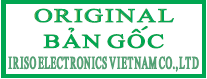 ORIGINAL
BẢN GỐC
IRISO ELECTRONICS VIETNAM CO.,LTD